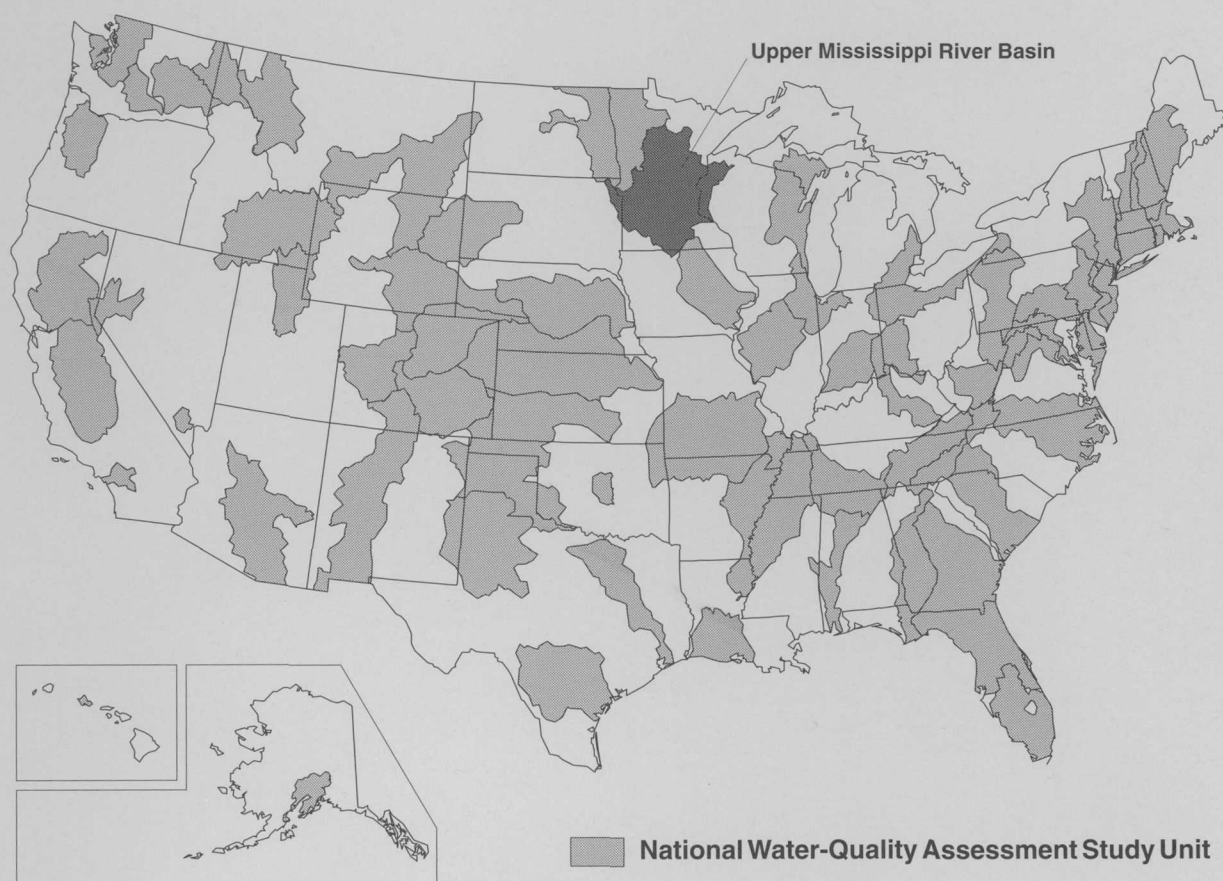 Upper Mississippi River Basin
National Water-Quality Assessment Study Unit